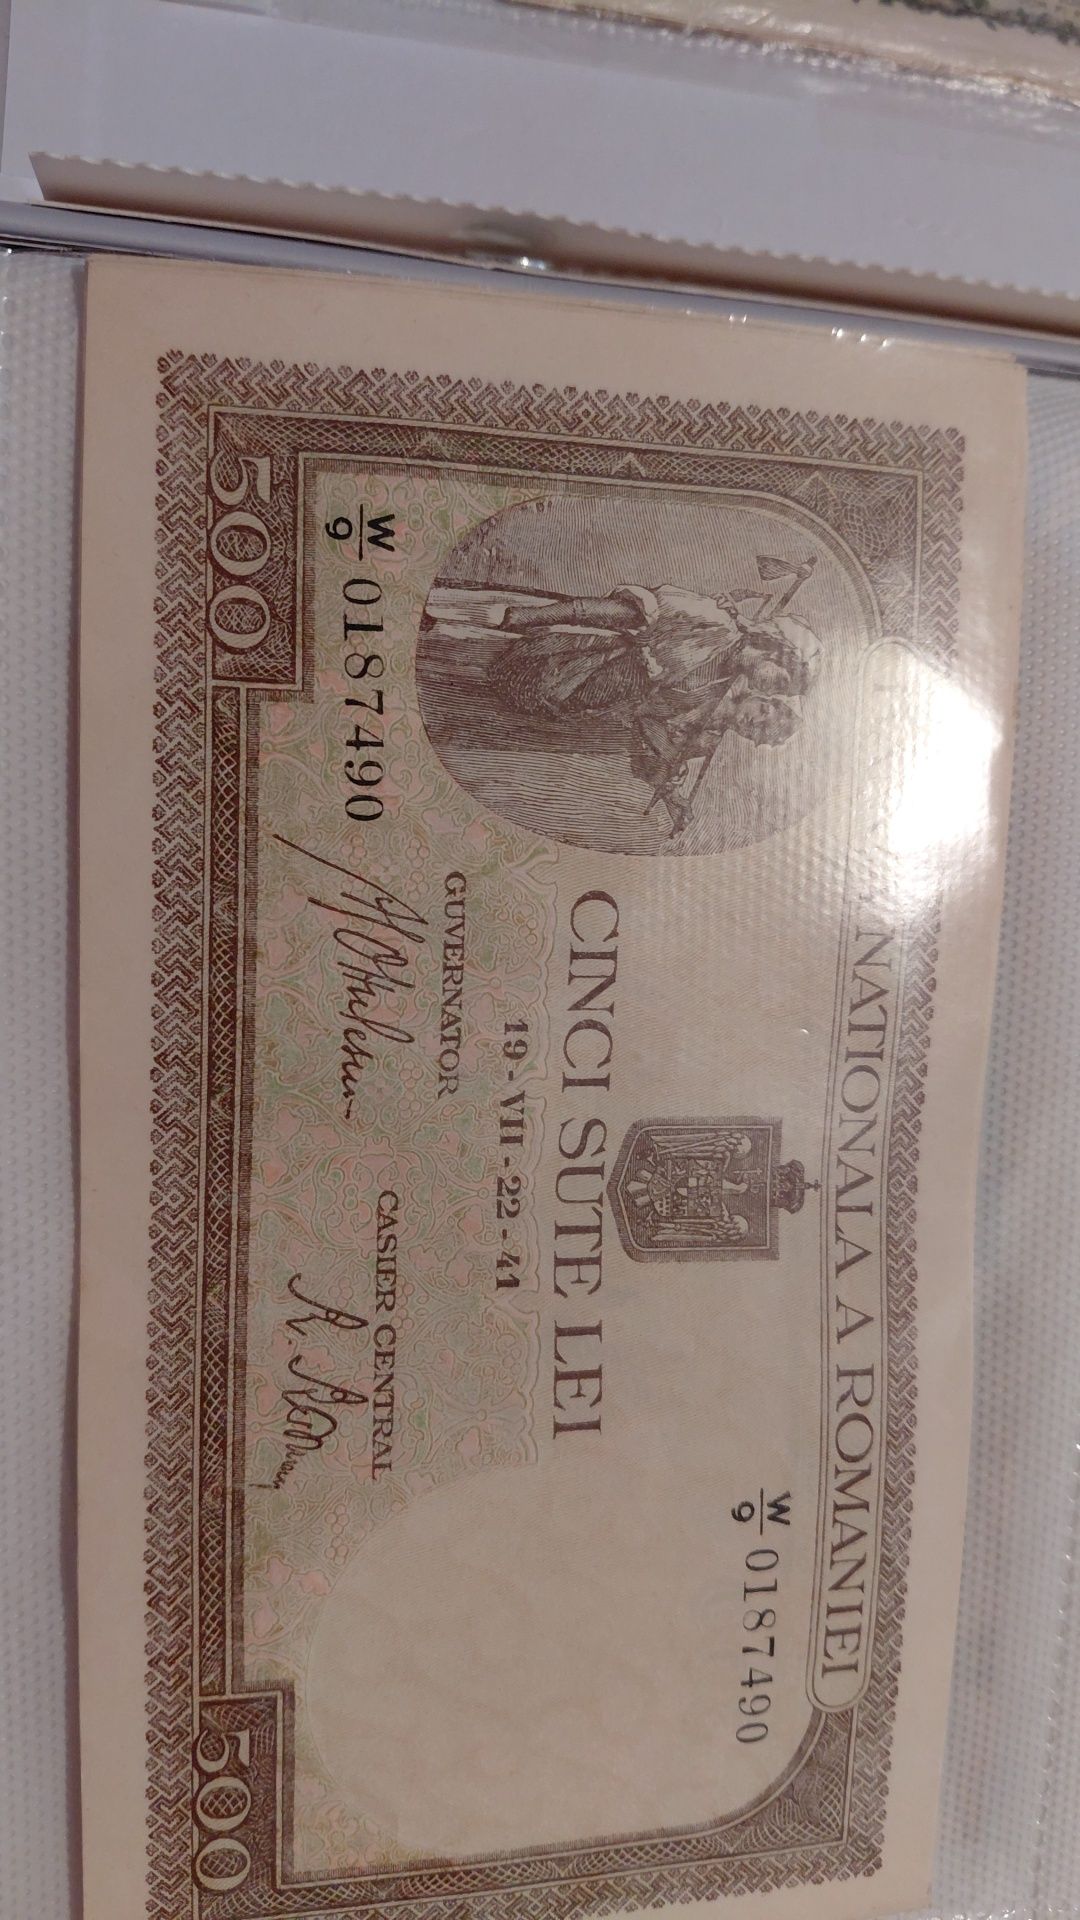 NATIONALA A ROMANIEI
W
9 0187490
CINCI SUTE LEI
19-VII-22-41
GUVERNATOR
CASIER CENTRAL
W
9 0187490
500
500